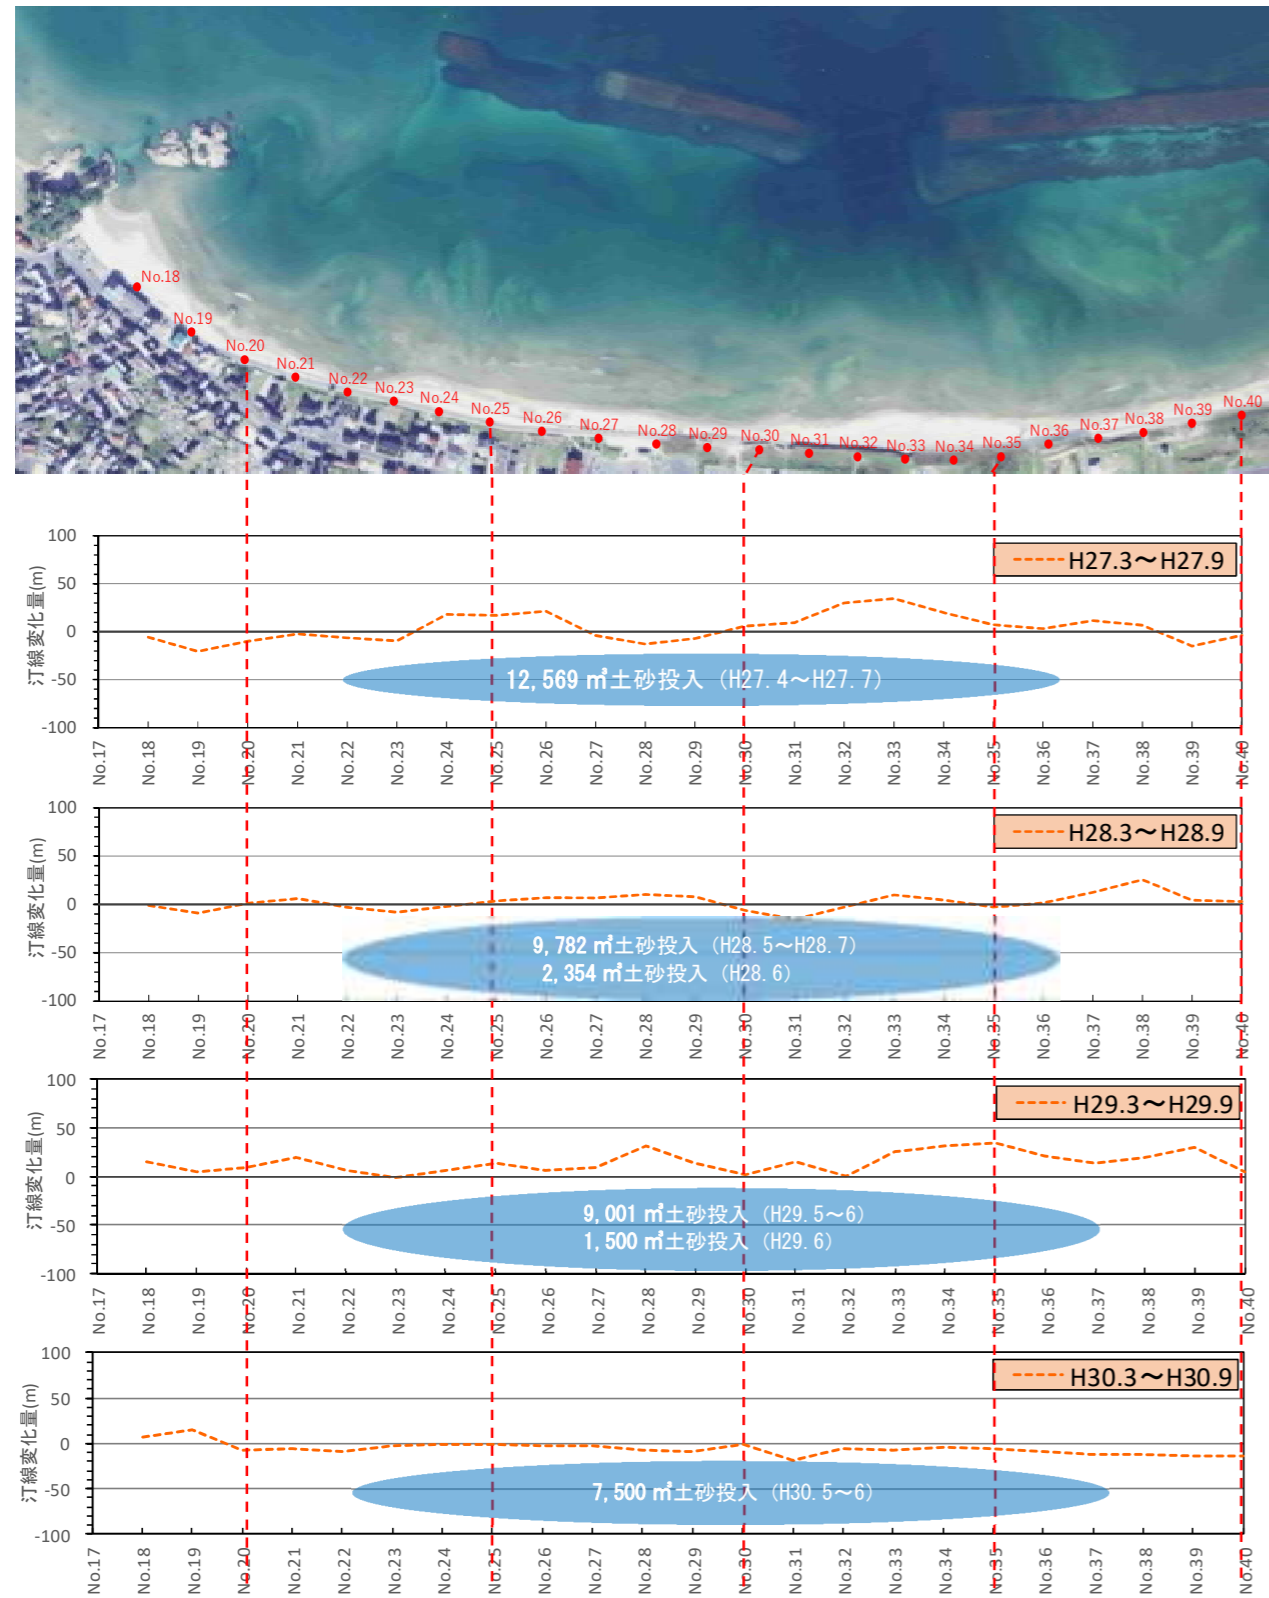 No.18
No.19
No.20
No.21
No.22
No.23
No.24
No.25
No.26
No.27
No.28
No.29
No.30
No.31
No.32
No.33
No.34
No.35
No.36
No.37
No.38
No.39
No.40
汀線変化量(m)
100
50
0
-50
-100
H27.3～H27.9
12,569 ㎥土砂投入（H27.4～H27.7）
No.17 No.18 No.19 No.20 No.21 No.22 No.23 No.24 No.25 No.26 No.27 No.28 No.29 No.30 No.31 No.32 No.33 No.34 No.35 No.36 No.37 No.38 No.39 No.40
汀線変化量(m)
100
50
0
-50
-100
H28.3～H28.9
9,782 ㎥土砂投入（H28.5～H28.7）
2,354 ㎥土砂投入（H28.6）
No.17 No.18 No.19 No.20 No.21 No.22 No.23 No.24 No.25 No.26 No.27 No.28 No.29 No.30 No.31 No.32 No.33 No.34 No.35 No.36 No.37 No.38 No.39 No.40
汀線変化量(m)
100
50
0
-50
-100
H29.3～H29.9
9,001 ㎥土砂投入（H29.5～6）
1,500 ㎥土砂投入（H29.6）
No.17 No.18 No.19 No.20 No.21 No.22 No.23 No.24 No.25 No.26 No.27 No.28 No.29 No.30 No.31 No.32 No.33 No.34 No.35 No.36 No.37 No.38 No.39 No.40
汀線変化量(m)
100
50
0
-50
-100
H30.3～H30.9
7,500 ㎥土砂投入（H30.5～6）
No.17 No.18 No.19 No.20 No.21 No.22 No.23 No.24 No.25 No.26 No.27 No.28 No.29 No.30 No.31 No.32 No.33 No.34 No.35 No.36 No.37 No.38 No.39 No.40